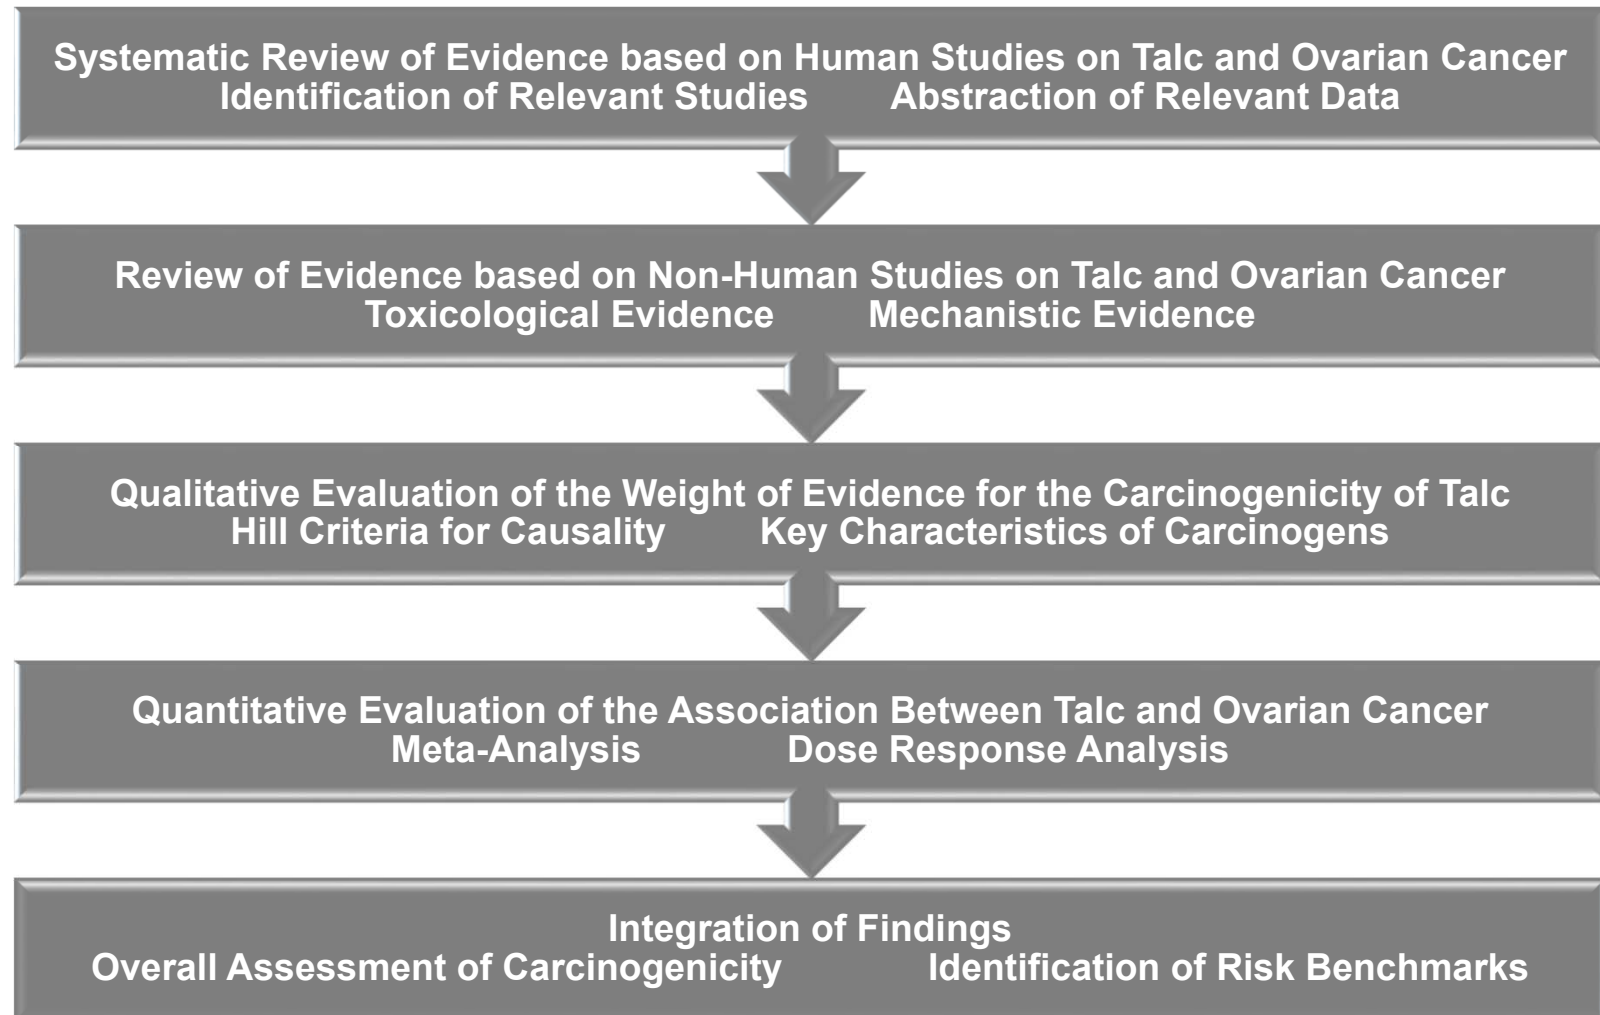 Systematic Review of Evidence based on Human Studies on Talc and Ovarian Cancer
Identification of Relevant Studies Abstraction of Relevant Data
Review of Evidence based on Non-Human Studies on Talc and Ovarian Cancer
Toxicological Evidence Mechanistic Evidence
Qualitative Evaluation of the Weight of Evidence for the Carcinogenicity of Talc
Hill Criteria for Causality Key Characteristics of Carcinogens
Quantitative Evaluation of the Association Between Talc and Ovarian Cancer
Meta-Analysis Dose Response Analysis
Integration of Findings
Overall Assessment of Carcinogenicity Identification of Risk Benchmarks